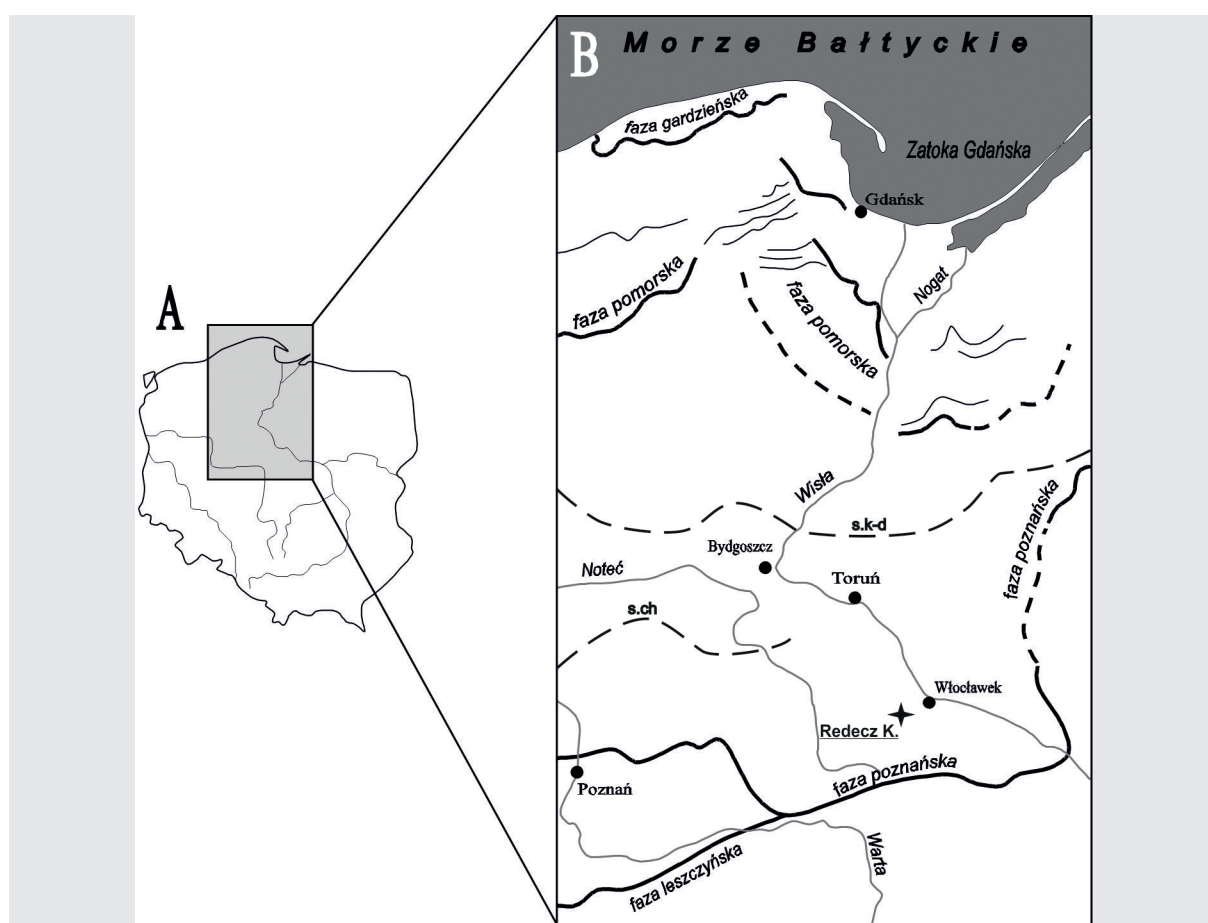 A
B
Morze Bałtyckie
faza gardzieńska
Zatoka Gdańska
Gdańsk
faza pomorska
faza pomorska
Nogat
Wisła
s.k-d
faza poznańska
Bydgoszcz
Noteć
Toruń
s.ch
Włocławek
Redecz K.
faza poznańska
Poznań
faza leszczyńska
Warta